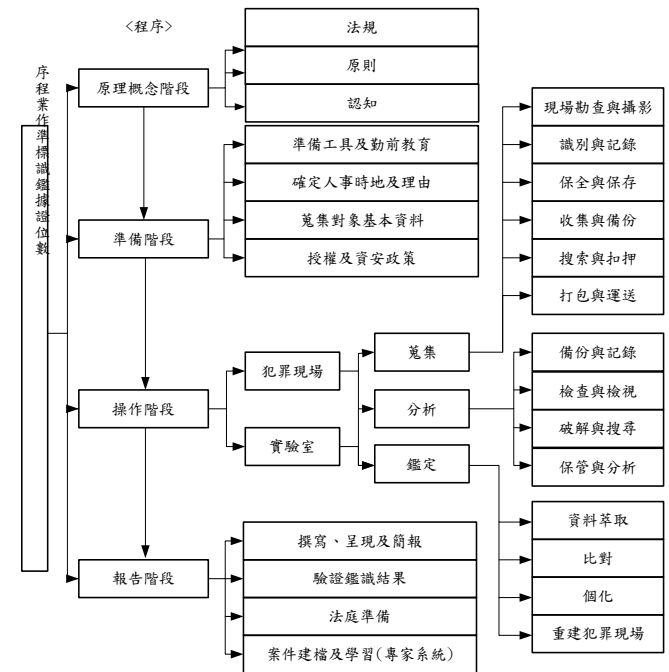 <程序>
序程業作準標識鑑據證位數
原理概念階段
法規
原則
認知
準備階段
準備工具及勤前教育
確定人事時地及理由
蒐集對象基本資料
授權及資安政策
操作階段
犯罪現場
實驗室
蒐集
分析
鑑定
現場勘查與攝影
識別與記錄
保全與保存
收集與備份
搜索與扣押
打包與運送
備份與記錄
檢查與檢視
破解與搜尋
保管與分析
資料萃取
比對
個化
重建犯罪現場
報告階段
撰寫、呈現及簡報
驗證鑑識結果
法庭準備
案件建檔及學習(專家系統)